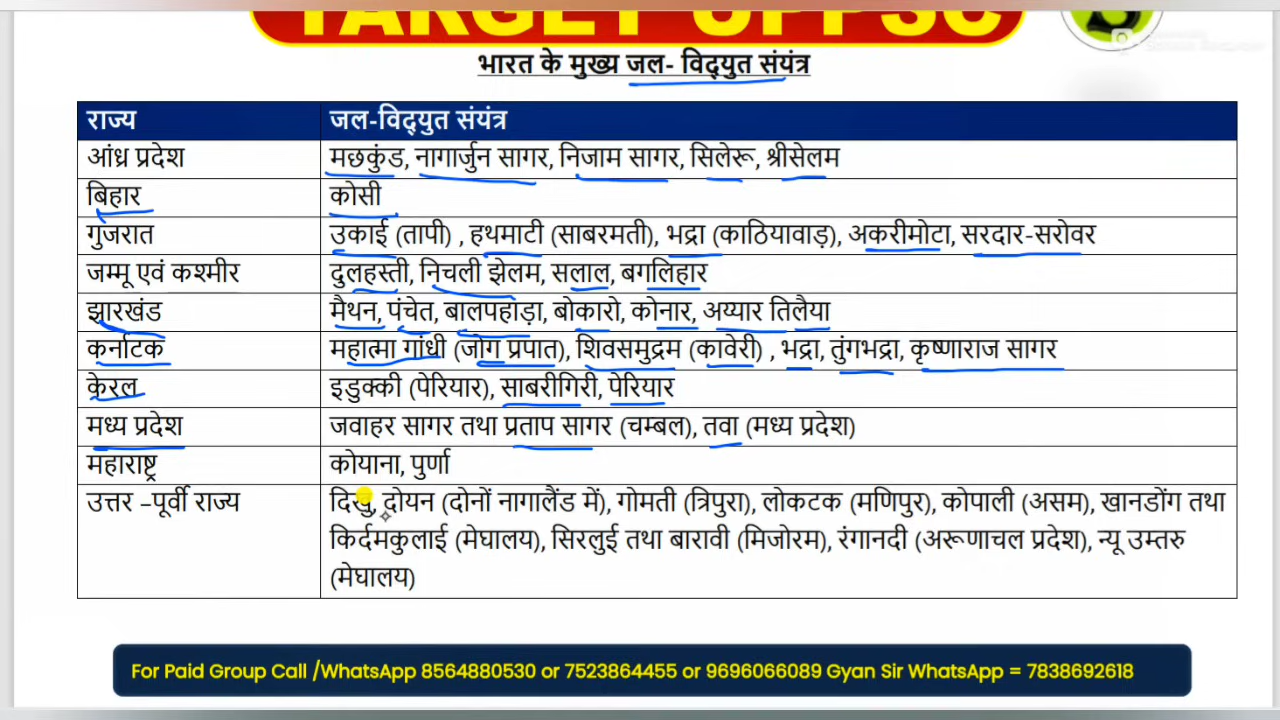 TARGET UPPSC
भारत के मुख्य जल- विद्युत संयंत्र
राज्य जल-विद्युत संयंत्र
आंध्र प्रदेश मछकुंड, नागार्जुन सागर, निजाम सागर, सिलेरू, श्रीसेलम
बिहार कोसी
गुजरात उकाई (तापी) , हथमाटी (साबरमती), भद्रा (काठियावाड़), अकरीमोटा, सरदार-सरोवर
जम्मू एवं कश्मीर दुलहस्ती, निचली झेलम, सलाल, बगलिहार
झारखंड मैथन, पंचेत, बालपहाड़ा, बोकारो, कोनार, अय्यार तिलैया
कर्नाटक महात्मा गांधी (जोग प्रपात), शिवसमुद्रम (कावेरी) , भद्रा, तुंगभद्रा, कृष्णाराज सागर
केरल इडुक्की (पेरियार), साबरीगिरी, पेरियार
मध्य प्रदेश जवाहर सागर तथा प्रताप सागर (चम्बल), तवा (मध्य प्रदेश)
महाराष्ट्र कोयाना, पुर्णा
उत्तर –पूर्वी राज्य दिखु, दोयन (दोनों नागालैंड में), गोमती (त्रिपुरा), लोकटक (मणिपुर), कोपाली (असम), खानडोंग तथा
किर्दमकुलाई (मेघालय), सिरलुई तथा बारावी (मिजोरम), रंगानदी (अरूणाचल प्रदेश), न्यू उमतरु
(मेघालय)
For Paid Group Call /WhatsApp 8564880530 or 7523864455 or 9696066089 Gyan Sir WhatsApp = 7838692618